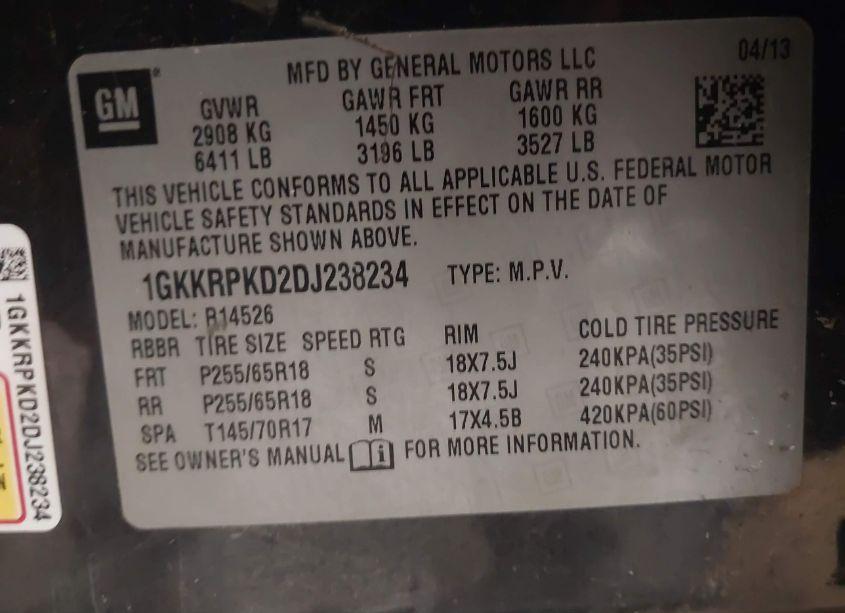 GM
MFD BY GENERAL MOTORS LLC
04/13
GVWR GAWR FRT GAWR RR
2908 KG 1450 KG 1600 KG
6411 LB 3196 LB 3527 LB
THIS VEHICLE CONFORMS TO ALL APPLICABLE U.S. FEDERAL MOTOR
VEHICLE SAFETY STANDARDS IN EFFECT ON THE DATE OF
MANUFACTURE SHOWN ABOVE.
1GKKRPKD2DJ238234 TYPE: M.P.V.
MODEL: R14526
RBBR TIRE SIZE SPEED RTG RIM COLD TIRE PRESSURE
FRT P255/65R18 S 18X7.5J 240KPA(35PSI)
RR P255/65R18 S 18X7.5J 240KPA(35PSI)
SPA T145/70R17 M 17X4.5B 420KPA(60PSI)
SEE OWNER'S MANUAL i FOR MORE INFORMATION.
1GKKRPKD2DJ238234